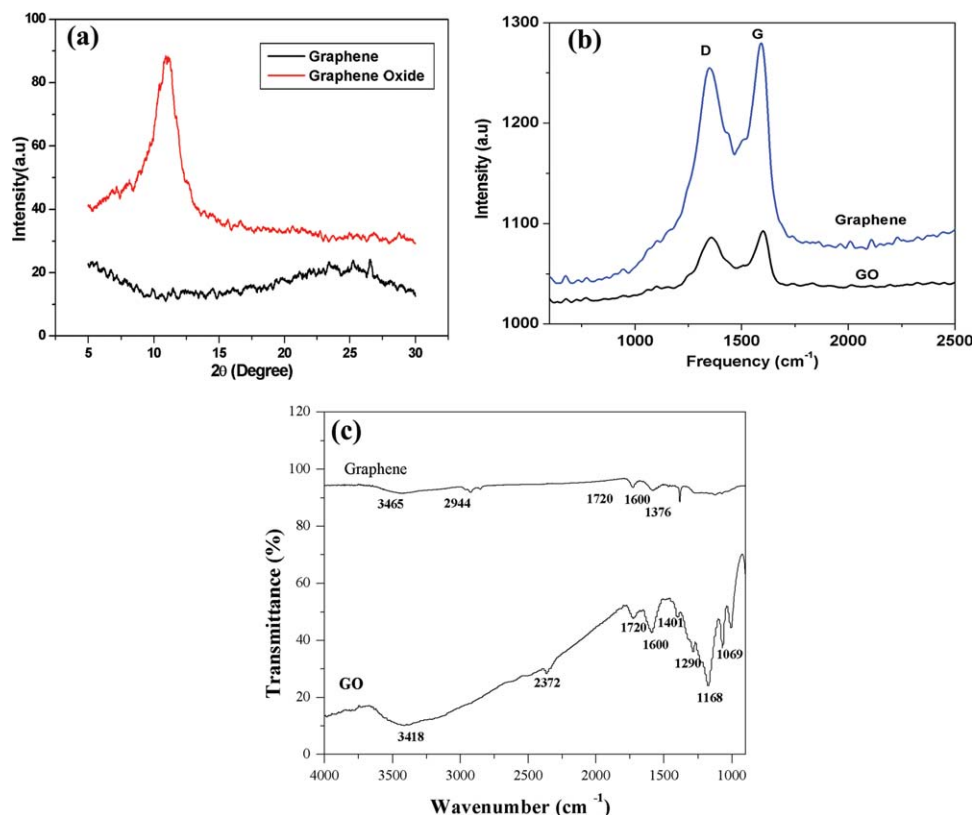 (a)
Graphene
Graphene Oxide
100
80
60
40
20
0
Intensity(a.u)
5 10 15 20 25 30
2θ (Degree)
(b)
D G
1300
1200
1100
1000
Intensity (a.u)
Graphene
GO
1000 1500 2000 2500
Frequency (cm⁻¹)
(c)
120
100
80
60
40
20
0
Transmittance (%)
Graphene
3465 2944 1720 1600
1376
1720 1401
1600
1290 1069
2372
1168
GO
3418
4000 3500 3000 2500 2000 1500 1000
Wavenumber (cm ⁻¹)